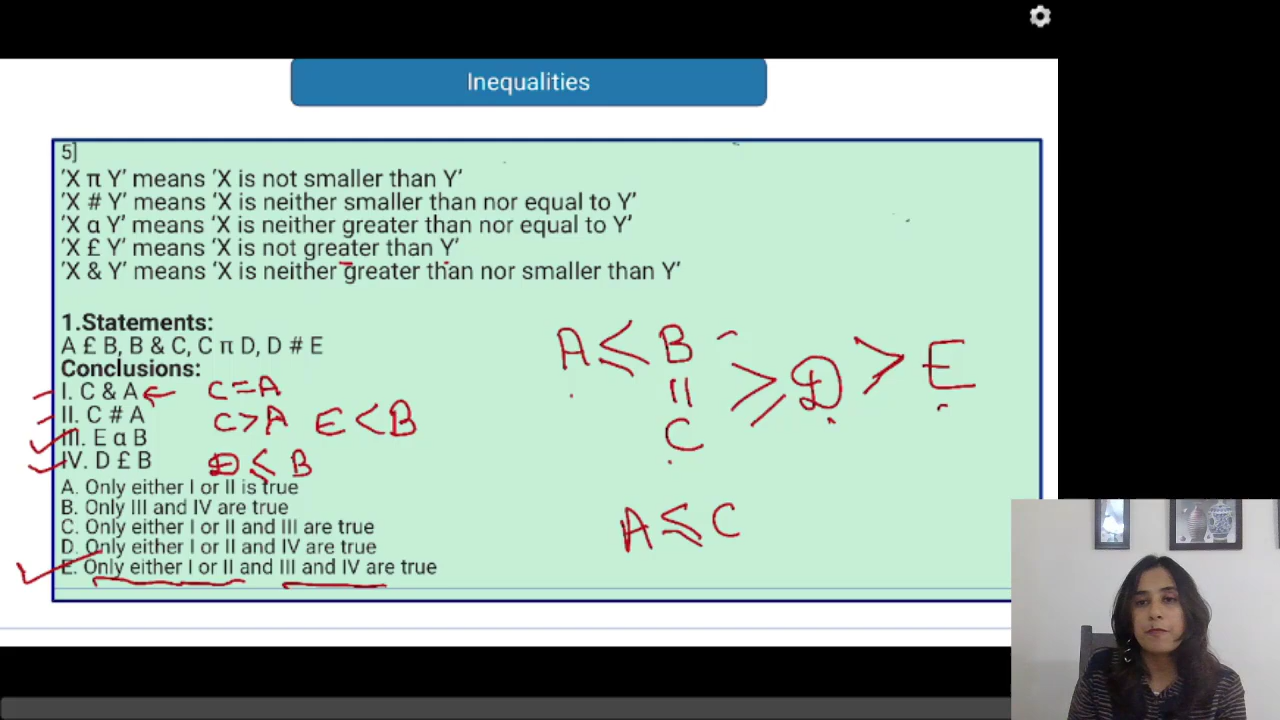 Inequalities
5]
'X π Y' means 'X is not smaller than Y'
'X # Y' means 'X is neither smaller than nor equal to Y'
'X α Y' means 'X is neither greater than nor equal to Y'
'X £ Y' means 'X is not greater than Y'
'X & Y' means 'X is neither greater than nor smaller than Y'
1.Statements:
A £ B, B & C, C π D, D # E
Conclusions:
I. C & A ← C = A
II. C # A C > A E < B
III. E α B
IV. D £ B D ≤ B
A. Only either I or II is true
B. Only III and IV are true
C. Only either I or II and III are true
D. Only either I or II and IV are true
E. Only either I or II and III and IV are true
A ≤ B ≥ D > E
=
C
A ≤ C